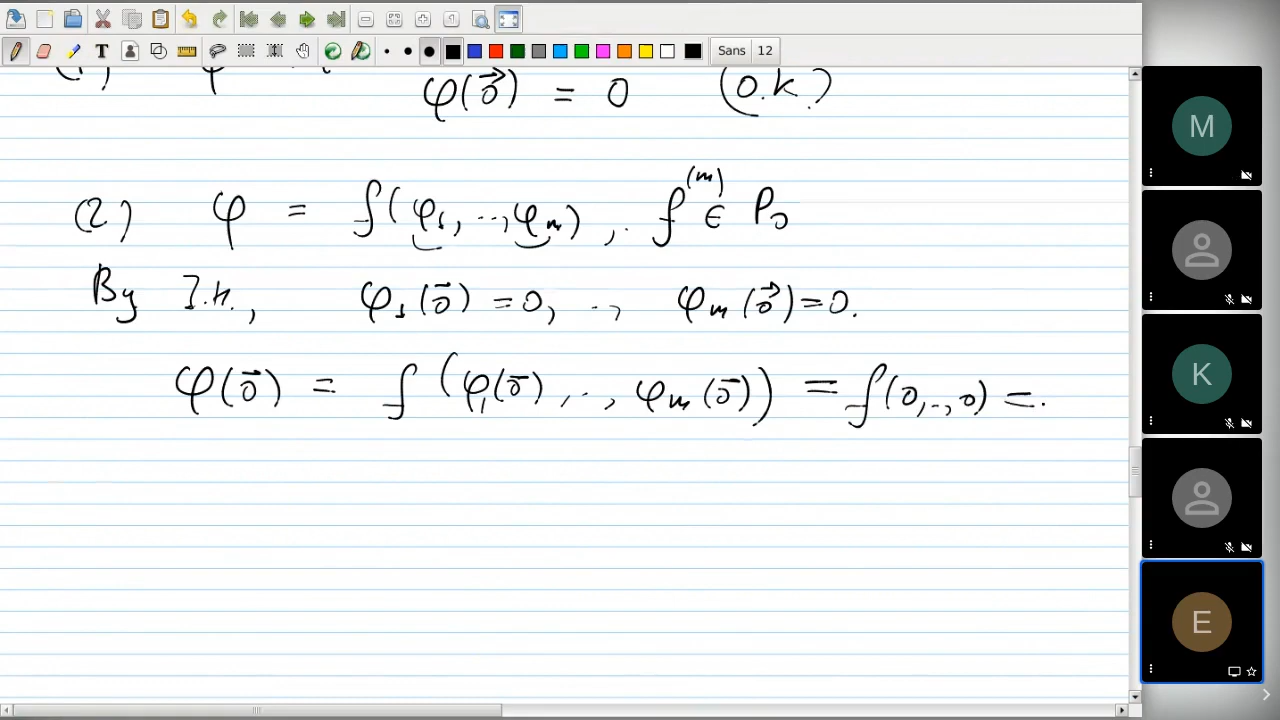 Sans 12
(1) φ
φ(0⃗) = 0 (o.k.)
(2) φ = f(φ₁, .., φₘ), f⁽ᵐ⁾ ∈ P₀
By I.H., φ₁(0⃗) = 0, .., φₘ(0⃗) = 0.
φ(0⃗) = f(φ₁(0⃗), .., φₘ(0⃗)) = f(0, .., 0) =
M
K
E